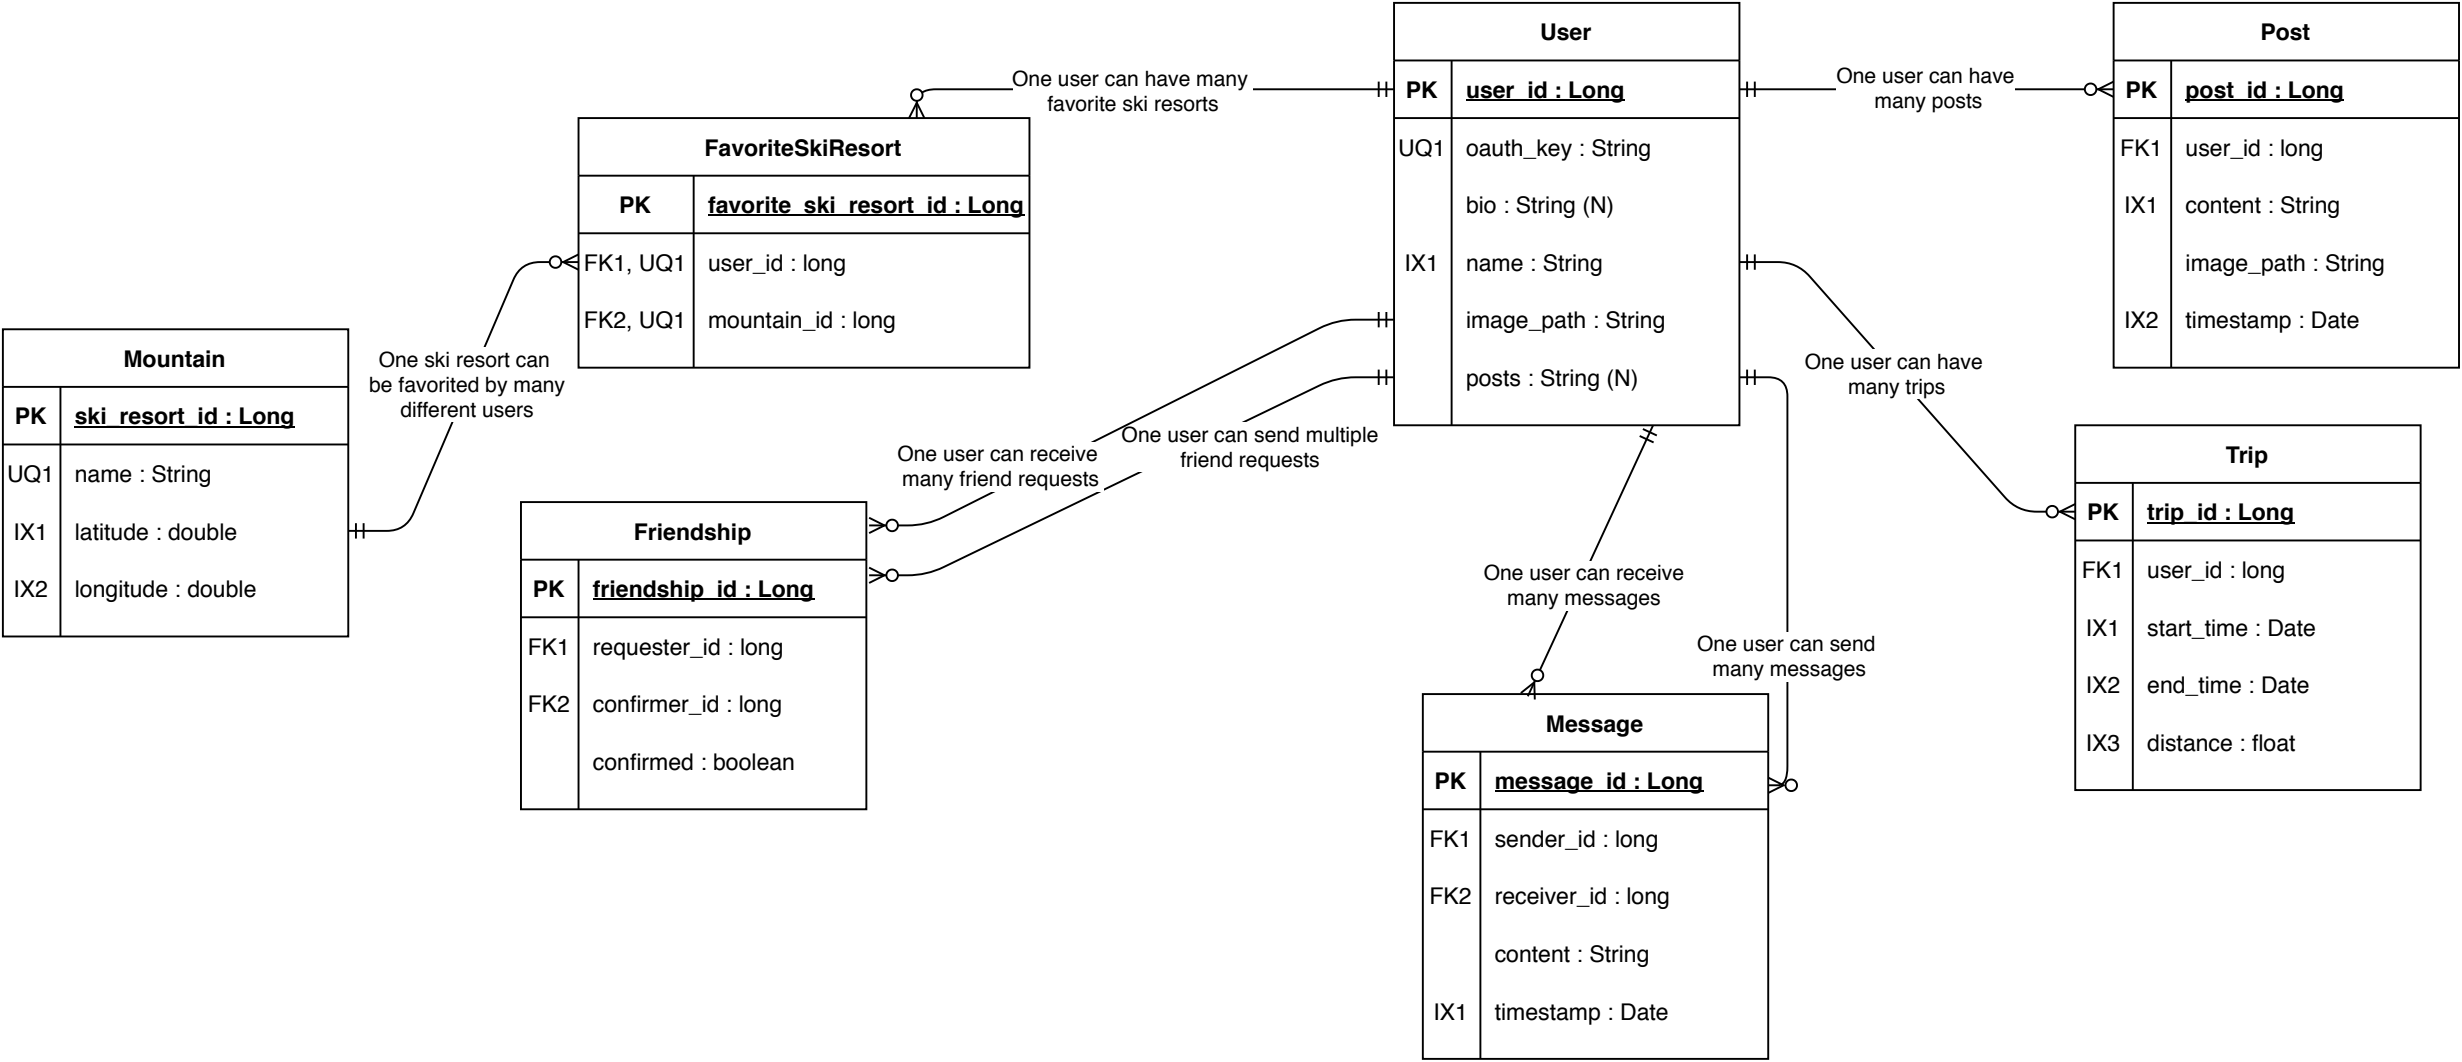 User
PK user_id : Long
UQ1 oauth_key : String
bio : String (N)
IX1 name : String
image_path : String
posts : String (N)
Post
PK post_id : Long
FK1 user_id : long
IX1 content : String
image_path : String
IX2 timestamp : Date
One user can have many
favorite ski resorts
One user can have
many posts
FavoriteSkiResort
PK favorite_ski_resort_id : Long
FK1, UQ1 user_id : long
FK2, UQ1 mountain_id : long
Mountain
PK ski_resort_id : Long
UQ1 name : String
IX1 latitude : double
IX2 longitude : double
One ski resort can
be favorited by many
different users
One user can have
many trips
One user can receive
many friend requests
One user can send multiple
friend requests
Trip
PK trip_id : Long
FK1 user_id : long
IX1 start_time : Date
IX2 end_time : Date
IX3 distance : float
Friendship
PK friendship_id : Long
FK1 requester_id : long
FK2 confirmer_id : long
confirmed : boolean
One user can receive
many messages
One user can send
many messages
Message
PK message_id : Long
FK1 sender_id : long
FK2 receiver_id : long
content : String
IX1 timestamp : Date